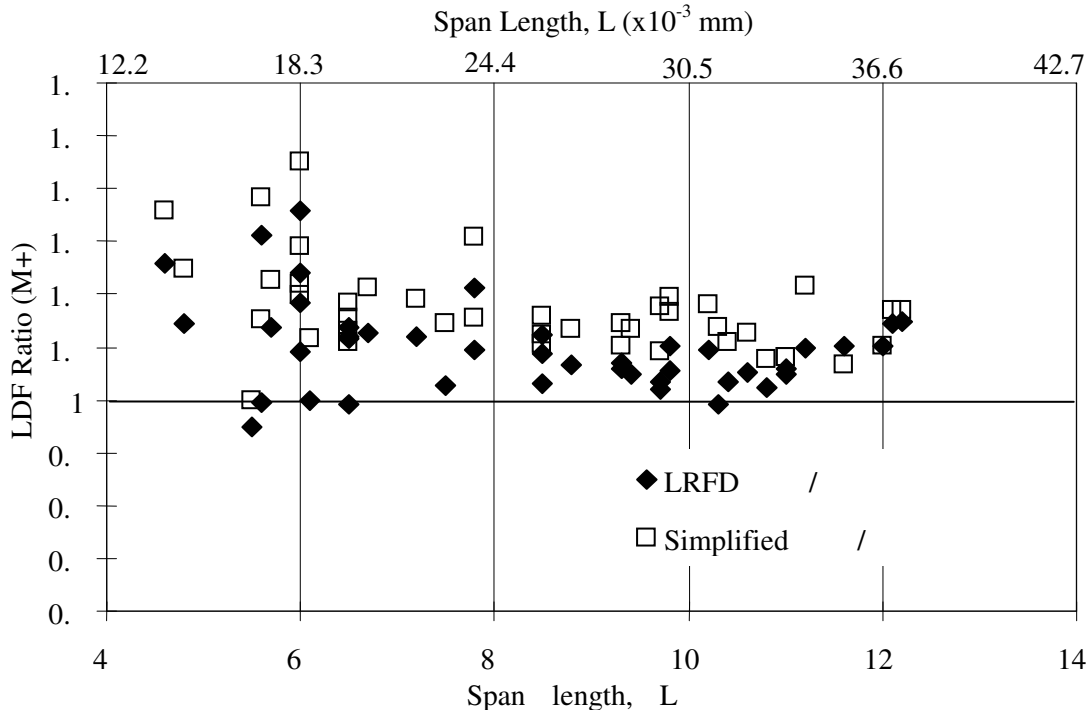 Span Length, L (x10-3 mm)
12.2 18.3 24.4 30.5 36.6 42.7
LDF Ratio (M+)
1.
1.
1.
1.
1.
1.
1
0.
0.
0.
0.
LRFD /
Simplified /
4 6 8 10 12 14
Span length, L